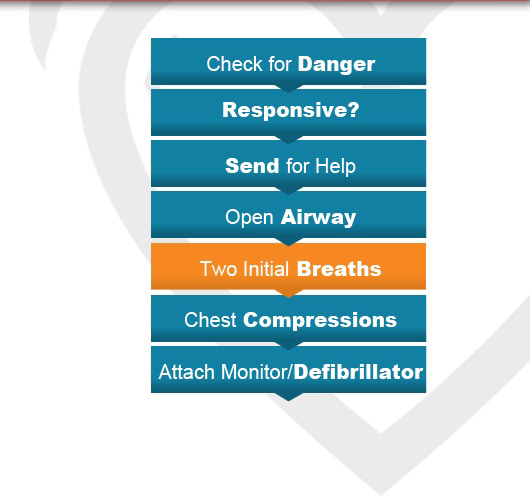 Check for Danger
Responsive?
Send for Help
Open Airway
Two Initial Breaths
Chest Compressions
Attach Monitor/Defibrillator